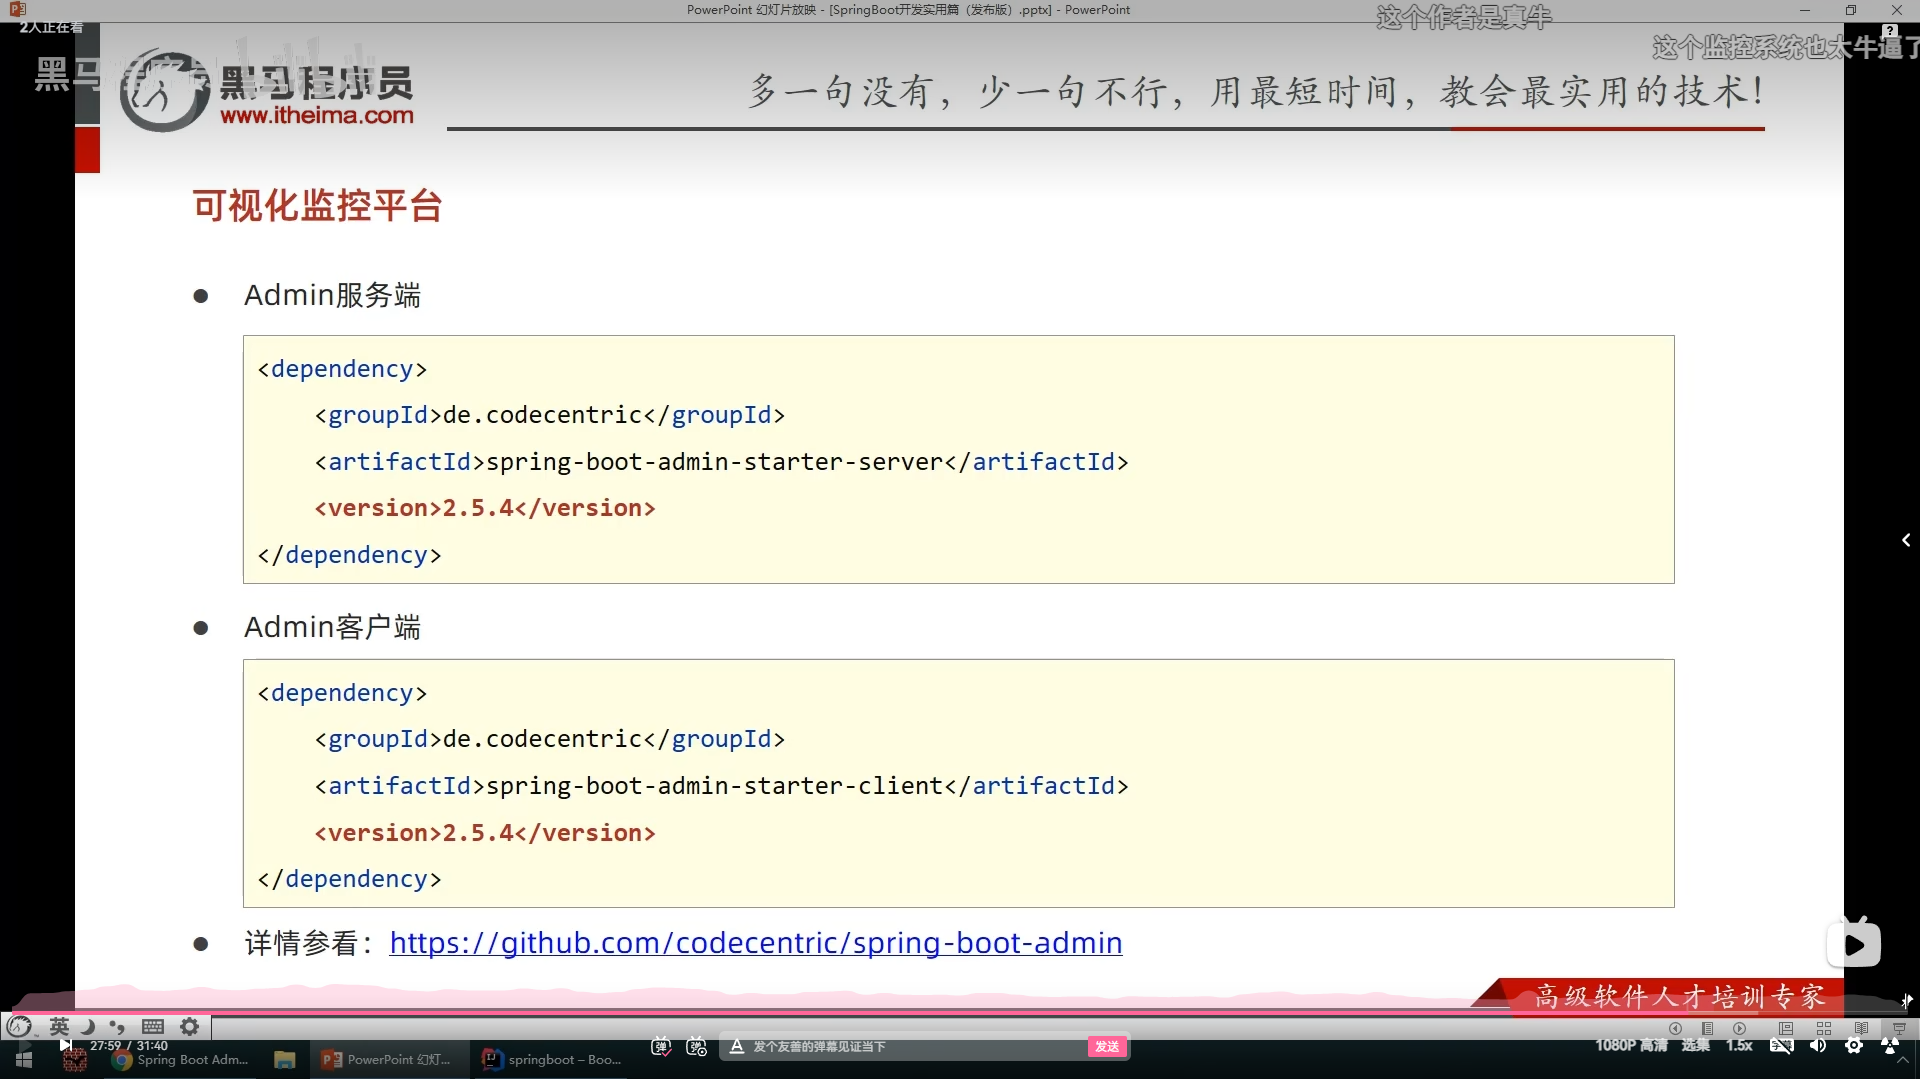 PowerPoint 幻灯片放映 - [SpringBoot开发实用篇（发布版）.pptx] - PowerPoint
2人正在看
这个作者是真牛
这个监控系统也太牛逼了
黑马程序员
www.itheima.com
多一句没有，少一句不行，用最短时间，教会最实用的技术！
可视化监控平台
● Admin服务端
<dependency>
<groupId>de.codecentric</groupId>
<artifactId>spring-boot-admin-starter-server</artifactId>
<version>2.5.4</version>
</dependency>
● Admin客户端
<dependency>
<groupId>de.codecentric</groupId>
<artifactId>spring-boot-admin-starter-client</artifactId>
<version>2.5.4</version>
</dependency>
● 详情参看：https://github.com/codecentric/spring-boot-admin
高级软件人才培训专家
英
27:59 / 31:40
发个友善的弹幕见证当下
发送
1080P 高清 选集 1.5x
Spring Boot Adm...
PowerPoint 幻灯...
springboot – Boo...